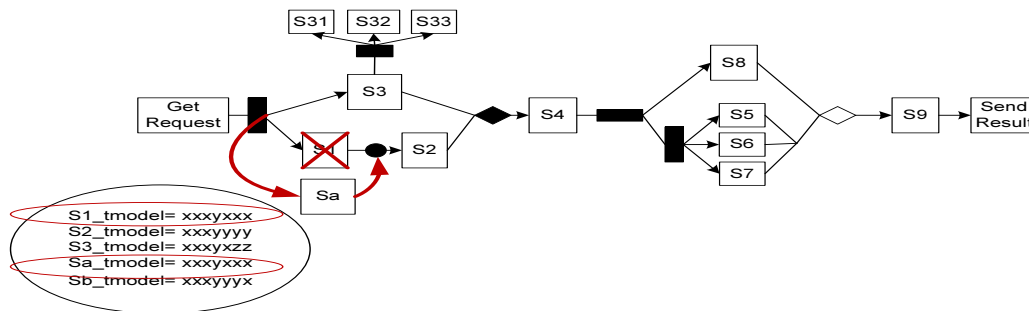 S31
S32
S33
S3
S8
Get
Request
S4
S5
S6
S7
S9
Send
Result
S1
S2
Sa
S1_tmodel= xxxyxxx
S2_tmodel= xxxyyyy
S3_tmodel= xxxyxzz
Sa_tmodel= xxxyxxx
Sb_tmodel= xxxyyyx